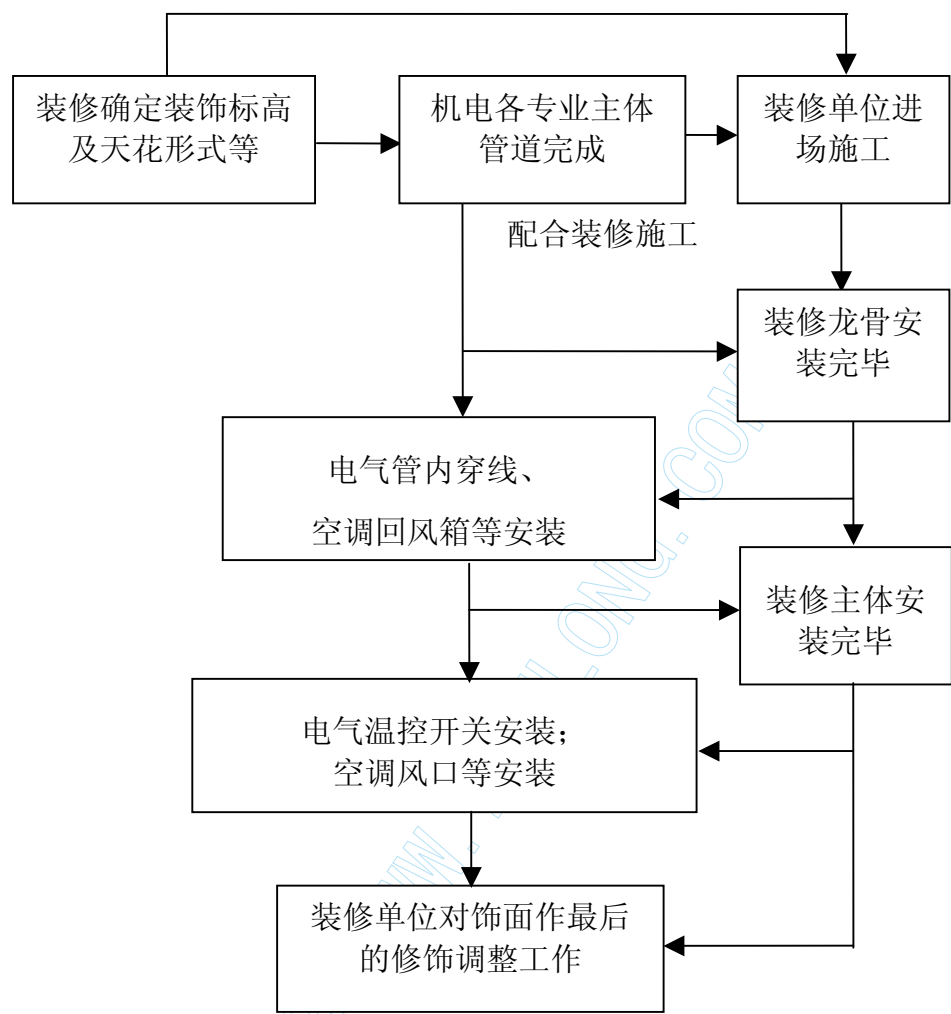 装修确定装饰标高
及天花形式等
机电各专业主体
管道完成
装修单位进
场施工
配合装修施工
装修龙骨安
装完毕
电气管内穿线、
空调回风箱等安装
装修主体安
装完毕
电气温控开关安装；
空调风口等安装
装修单位对饰面作最后
的修饰调整工作